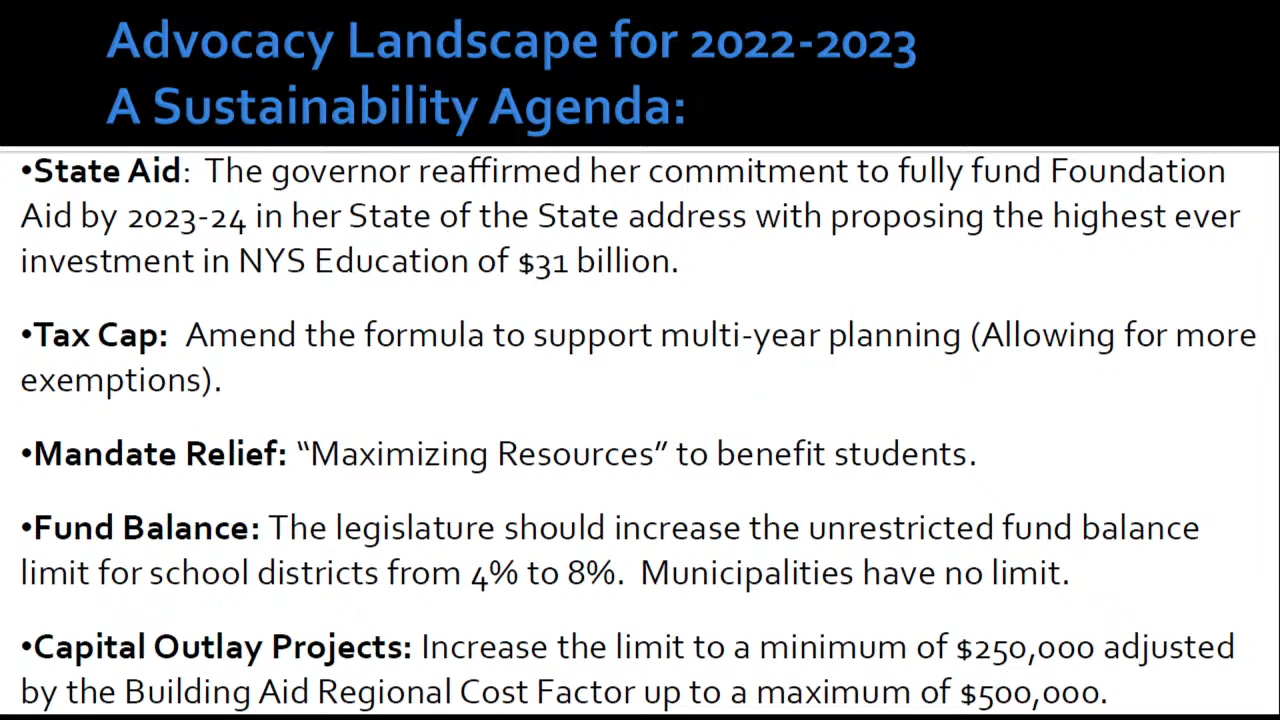 Advocacy Landscape for 2022-2023
A Sustainability Agenda:
•State Aid:  The governor reaffirmed her commitment to fully fund Foundation
Aid by 2023-24 in her State of the State address with proposing the highest ever
investment in NYS Education of $31 billion.
•Tax Cap:  Amend the formula to support multi-year planning (Allowing for more
exemptions).
•Mandate Relief: “Maximizing Resources” to benefit students.
•Fund Balance: The legislature should increase the unrestricted fund balance
limit for school districts from 4% to 8%.  Municipalities have no limit.
•Capital Outlay Projects: Increase the limit to a minimum of $250,000 adjusted
by the Building Aid Regional Cost Factor up to a maximum of $500,000.